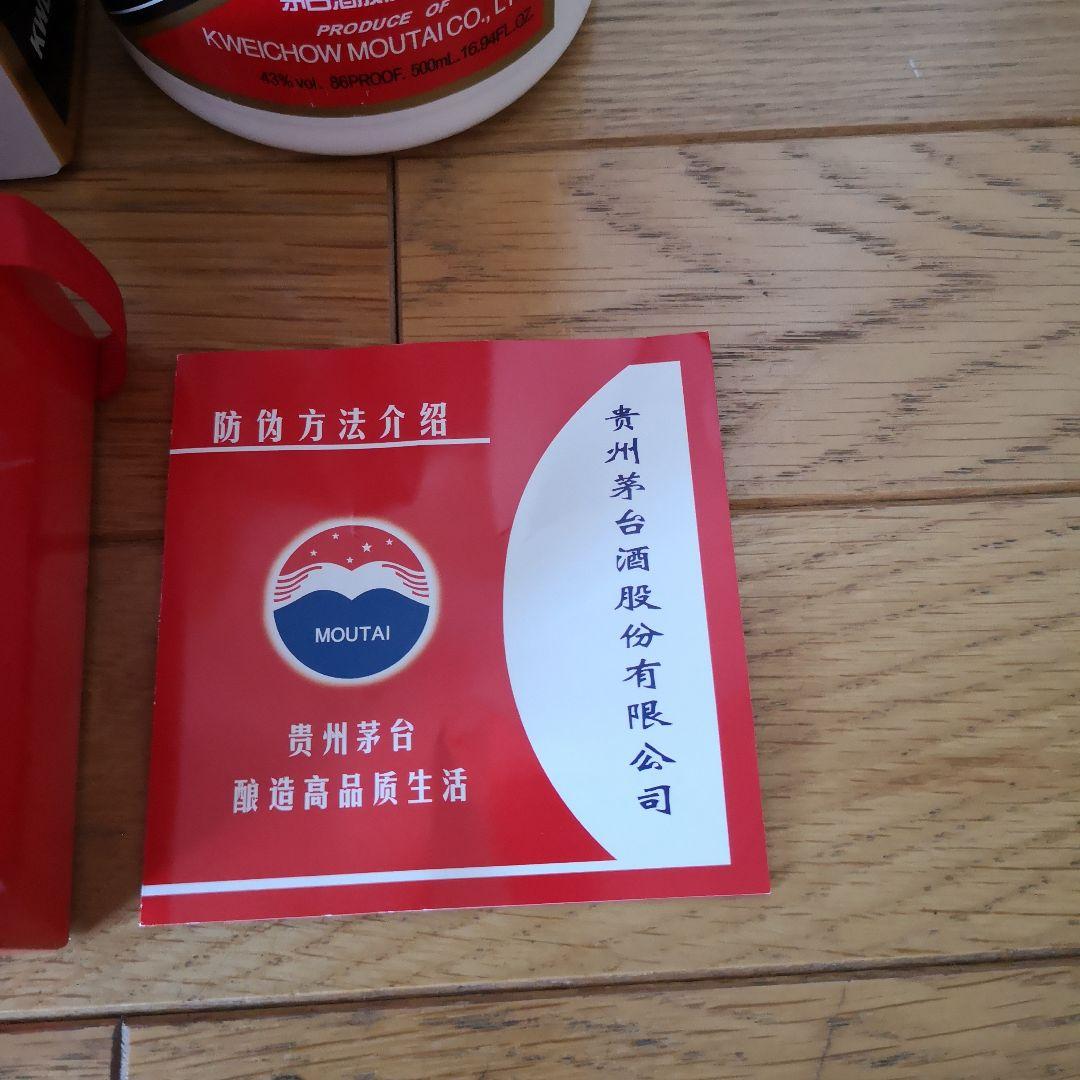 PRODUCE OF
KWEICHOW MOUTAI CO., LT
43% vol. 86PROOF. 500mL. 16.94FL.OZ.
防伪方法介绍
MOUTAI
贵州茅台
酿造高品质生活
贵州茅台酒股份有限公司